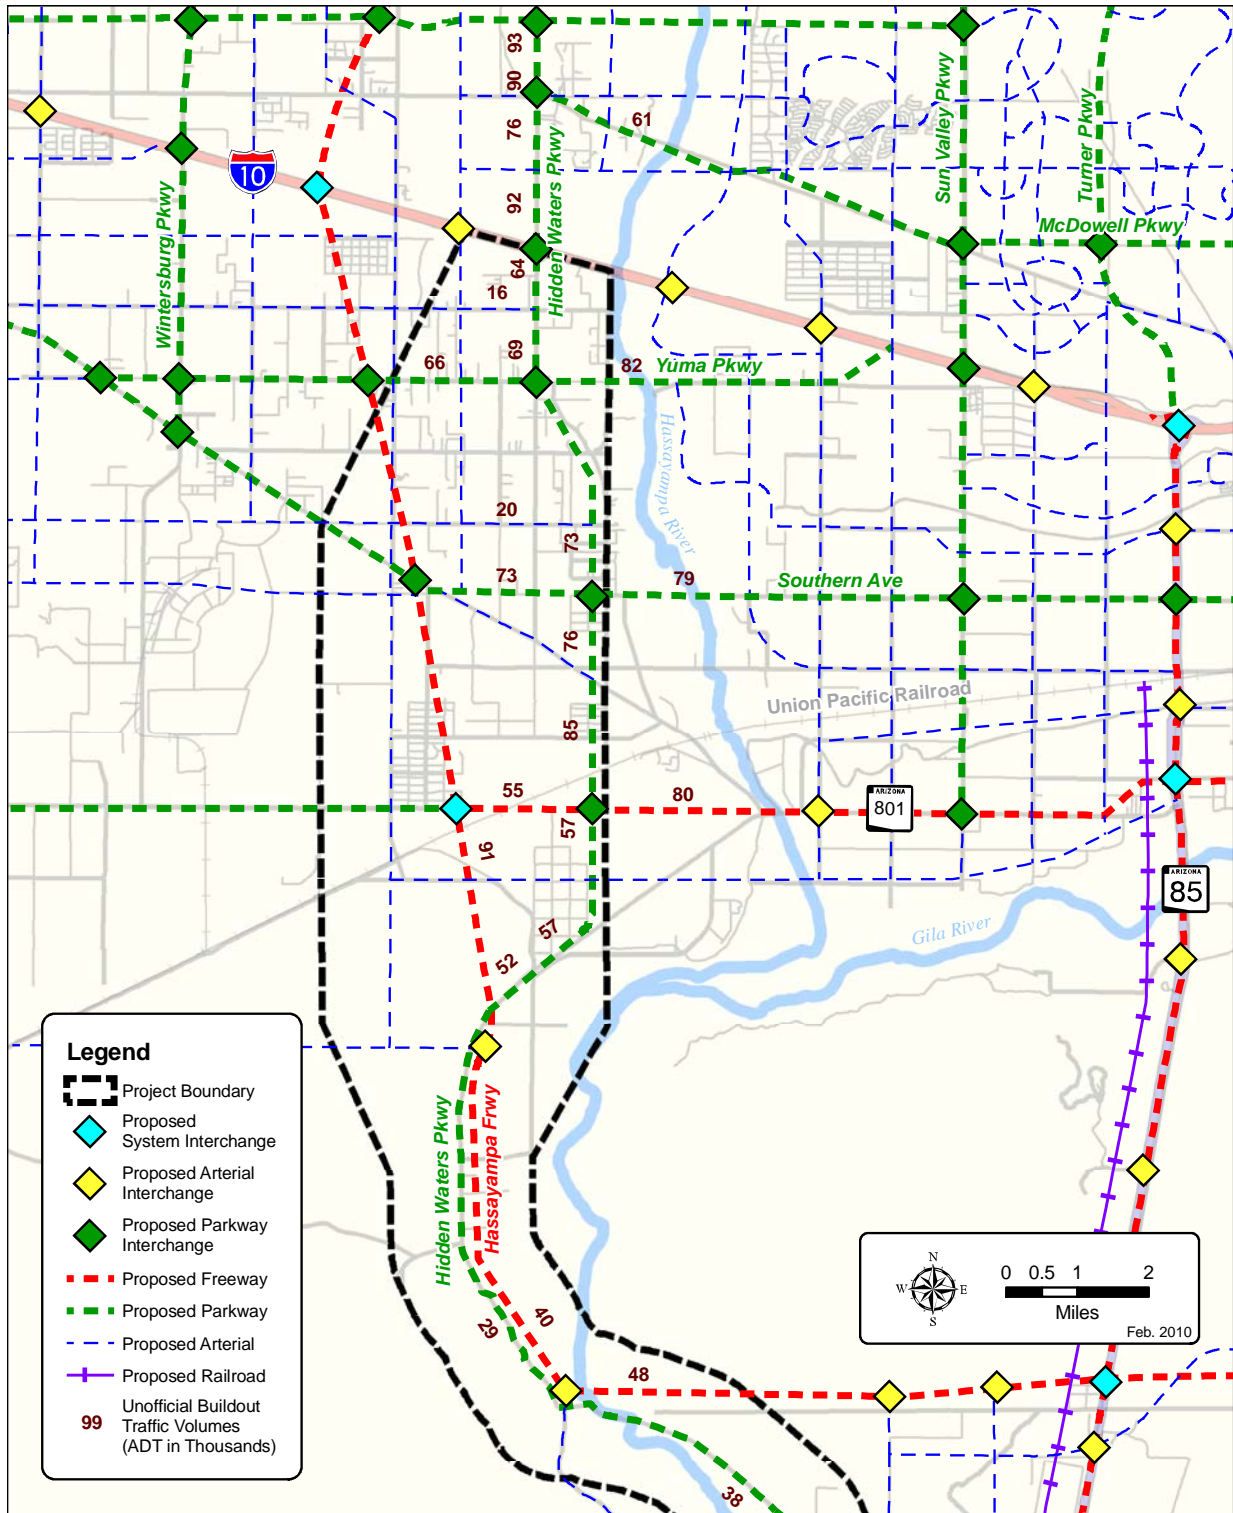 93
90
76
61
92
64
16
69
66
82
Hidden Waters Pkwy
Sun Valley Pkwy
Turner Pkwy
McDowell Pkwy
Wintersburg Pkwy
10
Yuma Pkwy
Hassayampa River
20
73
73
79
Southern Ave
76
85
Union Pacific Railroad
55
80
57
ARIZONA
801
91
ARIZONA
85
57
52
Gila River
Hidden Waters Pkwy
Hassayampa Frwy
29
40
48
38
Legend
Project Boundary
Proposed
System Interchange
Proposed Arterial
Interchange
Proposed Parkway
Interchange
Proposed Freeway
Proposed Parkway
Proposed Arterial
Proposed Railroad
99
Unofficial Buildout
Traffic Volumes
(ADT in Thousands)
N
W
E
S
0 0.5 1 2
Miles
Feb. 2010